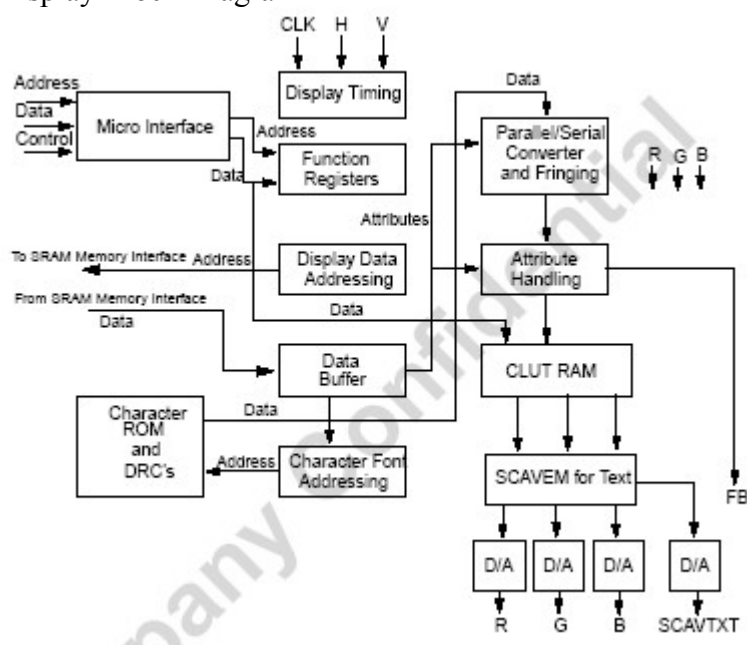 CLK H V
Display Timing
Data
Address
Data
Control
Micro Interface
Address
Data
Function
Registers
Parallel/Serial
Converter
and Fringing
R G B
Attributes
To SRAM Memory Interface
Address
Display Data
Addressing
Attribute
Handling
From SRAM Memory Interface
Data
Data
Data
Buffer
CLUT RAM
Character
ROM
and
DRC's
Data
Address
Character Font
Addressing
SCAVEM for Text
FB
D/A D/A D/A D/A
R G B SCAVTXT
Confidential